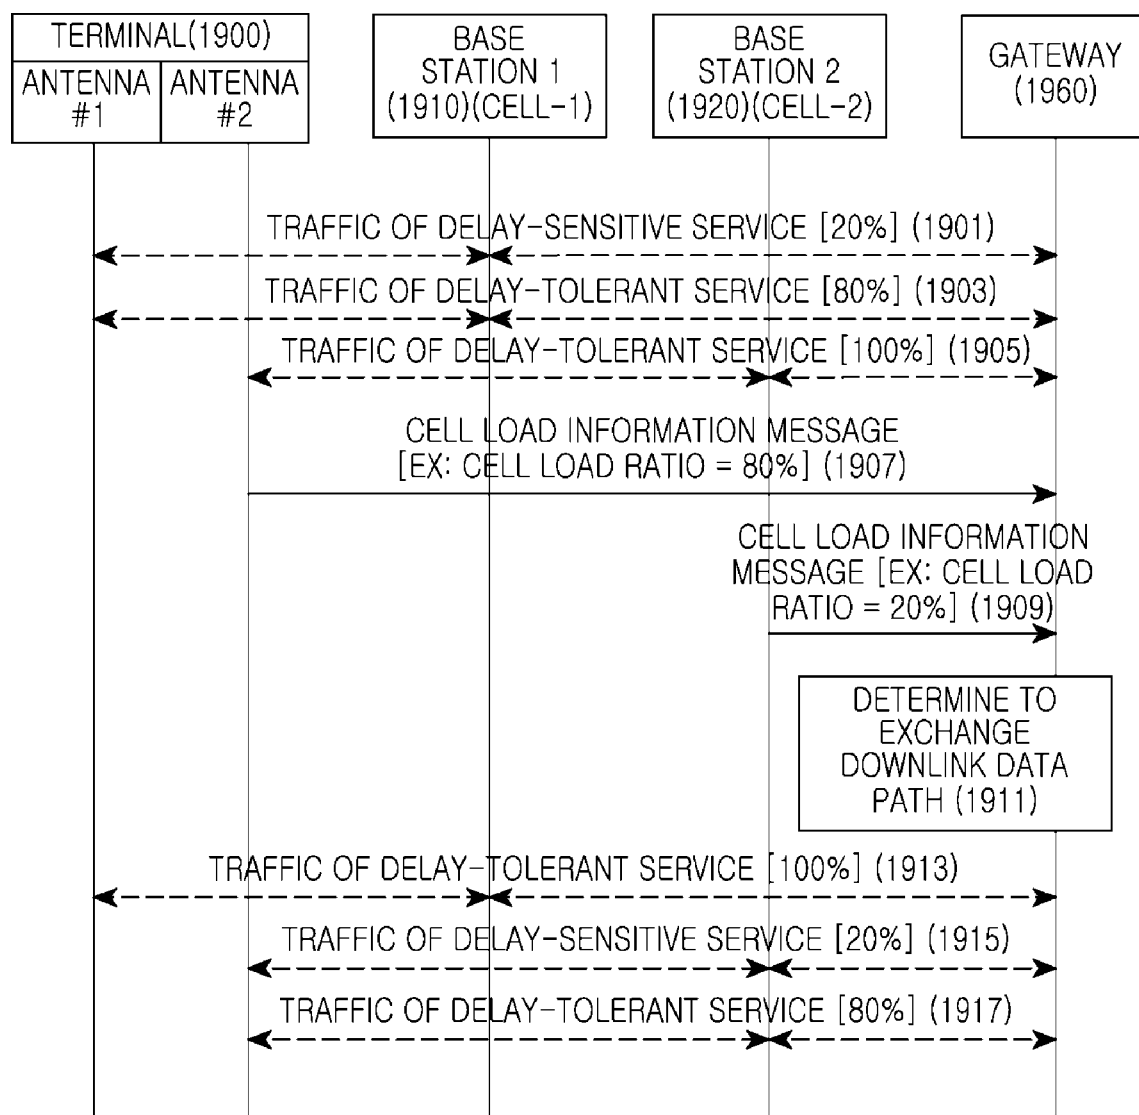 TERMINAL(1900)
ANTENNA
#1
ANTENNA
#2
BASE
STATION 1
(1910)(CELL-1)
BASE
STATION 2
(1920)(CELL-2)
GATEWAY
(1960)
TRAFFIC OF DELAY-SENSITIVE SERVICE [20%] (1901)
TRAFFIC OF DELAY-TOLERANT SERVICE [80%] (1903)
TRAFFIC OF DELAY-TOLERANT SERVICE [100%] (1905)
CELL LOAD INFORMATION MESSAGE
[EX: CELL LOAD RATIO = 80%] (1907)
CELL LOAD INFORMATION
MESSAGE [EX: CELL LOAD
RATIO = 20%] (1909)
DETERMINE TO
EXCHANGE
DOWNLINK DATA
PATH (1911)
TRAFFIC OF DELAY-TOLERANT SERVICE [100%] (1913)
TRAFFIC OF DELAY-SENSITIVE SERVICE [20%] (1915)
TRAFFIC OF DELAY-TOLERANT SERVICE [80%] (1917)